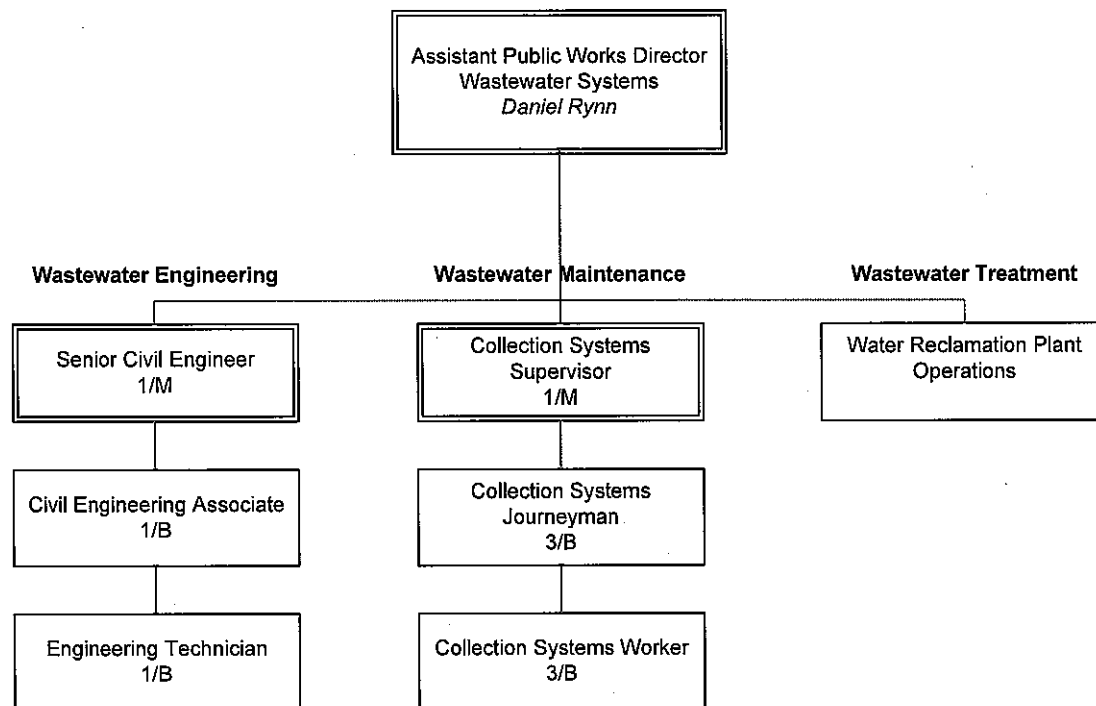 Assistant Public Works Director
Wastewater Systems
Daniel Rynn
Wastewater Engineering
Wastewater Maintenance
Wastewater Treatment
Senior Civil Engineer
1/M
Collection Systems
Supervisor
1/M
Water Reclamation Plant
Operations
Civil Engineering Associate
1/B
Collection Systems
Journeyman
3/B
Engineering Technician
1/B
Collection Systems Worker
3/B